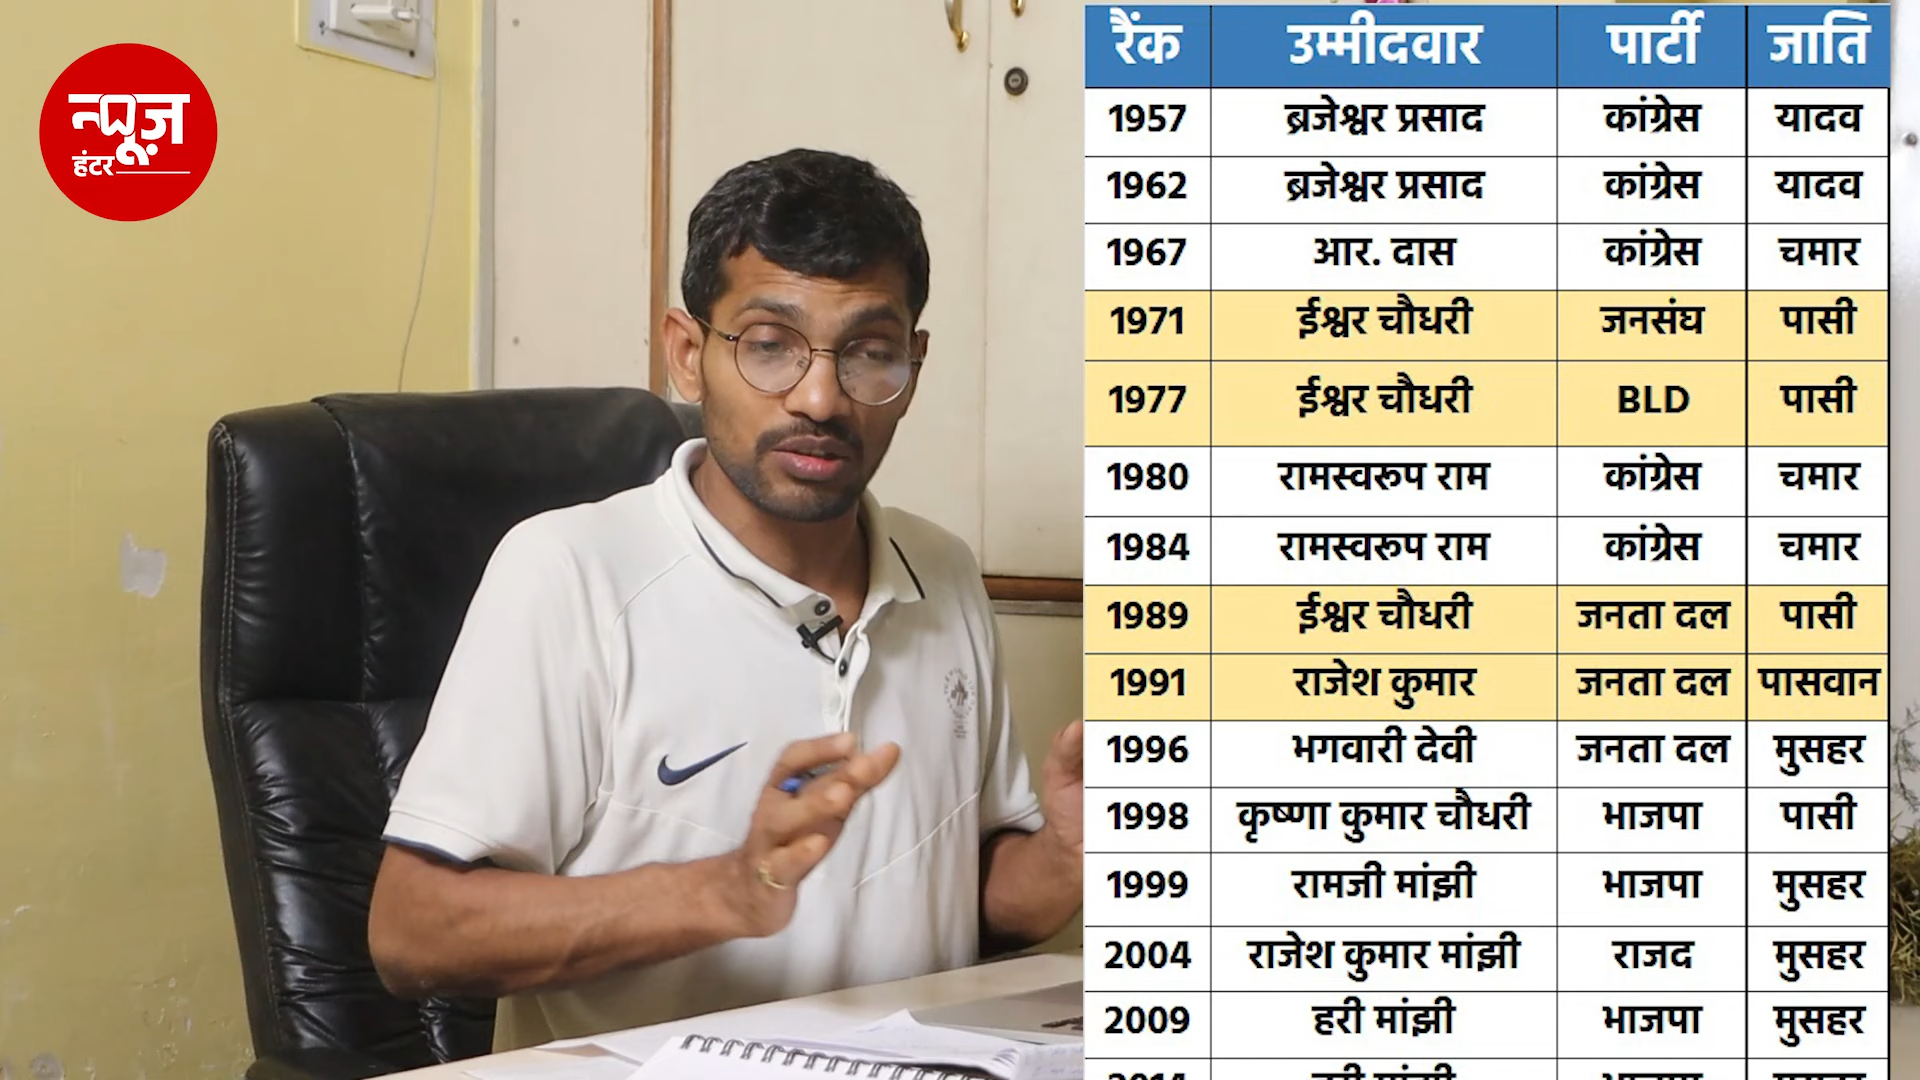 न्यूज़
हंटर
रैंक उम्मीदवार पार्टी जाति
1957 ब्रजेश्वर प्रसाद कांग्रेस यादव
1962 ब्रजेश्वर प्रसाद कांग्रेस यादव
1967 आर. दास कांग्रेस चमार
1971 ईश्वर चौधरी जनसंघ पासी
1977 ईश्वर चौधरी BLD पासी
1980 रामस्वरूप राम कांग्रेस चमार
1984 रामस्वरूप राम कांग्रेस चमार
1989 ईश्वर चौधरी जनता दल पासी
1991 राजेश कुमार जनता दल पासवान
1996 भगवारी देवी जनता दल मुसहर
1998 कृष्णा कुमार चौधरी भाजपा पासी
1999 रामजी मांझी भाजपा मुसहर
2004 राजेश कुमार मांझी राजद मुसहर
2009 हरी मांझी भाजपा मुसहर